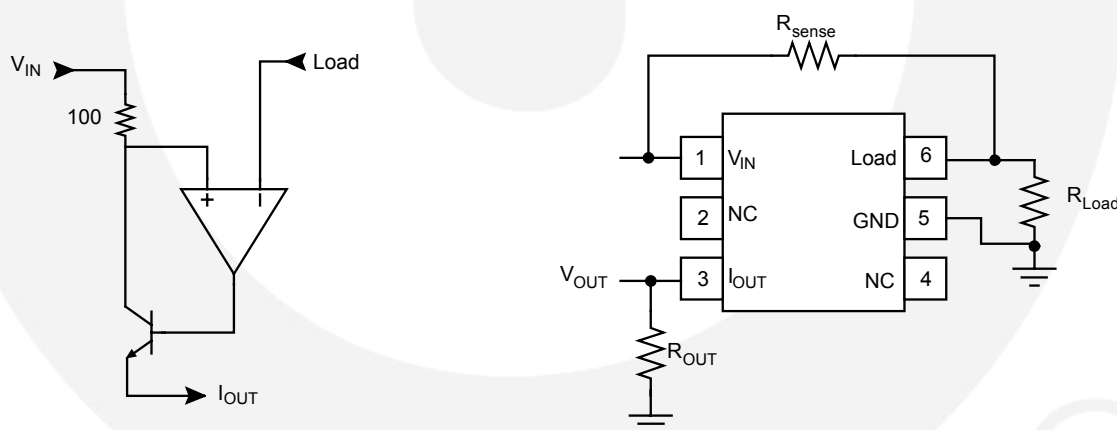 V_IN
Load
100
+
−
I_OUT
R_sense
1
V_IN
Load
6
2
NC
GND
5
R_Load
V_OUT
3
I_OUT
NC
4
R_OUT